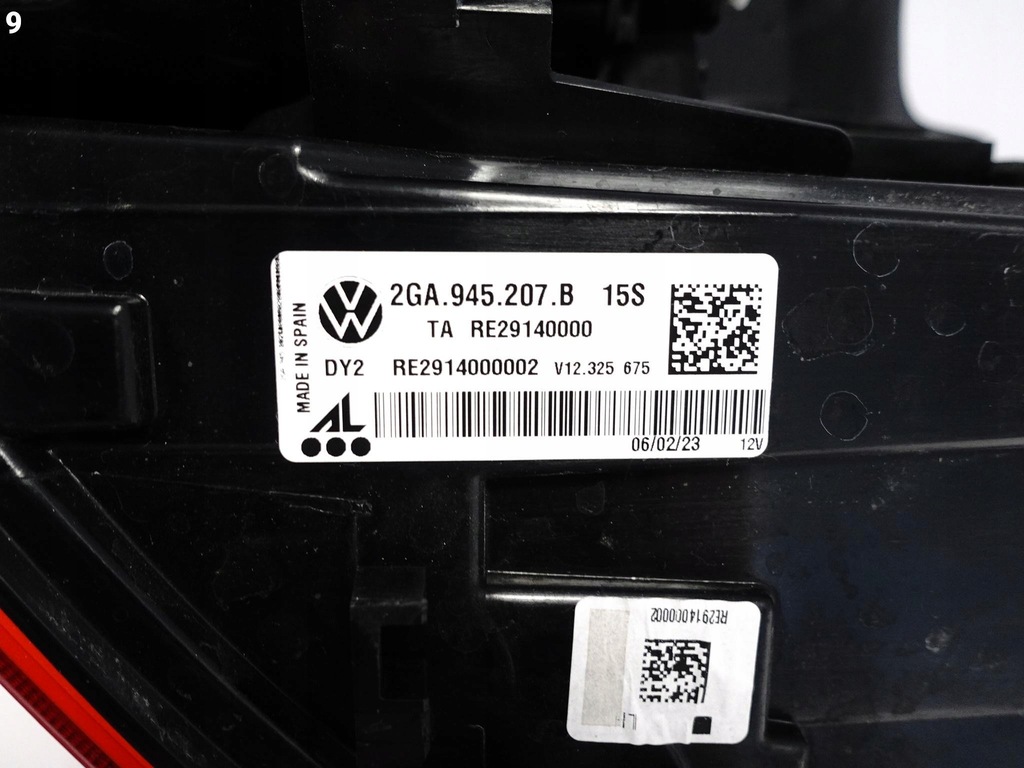 9
MADE IN SPAIN
VW
2GA.945.207.B 15S
TA RE29140000
DY2 RE2914000002 V12.325 675
AL
06/02/23 12V
RE2914000002